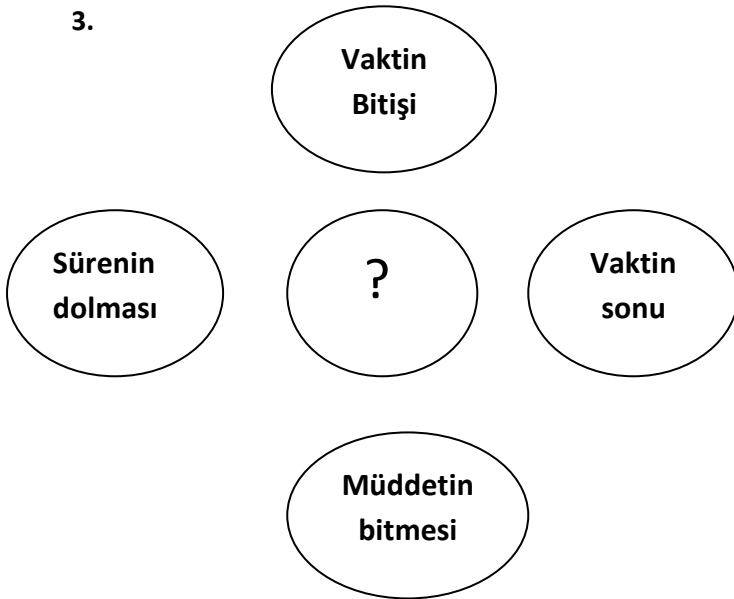 3.
Vaktin
Bitişi
Sürenin
dolması
?
Vaktin
sonu
Müddetin
bitmesi